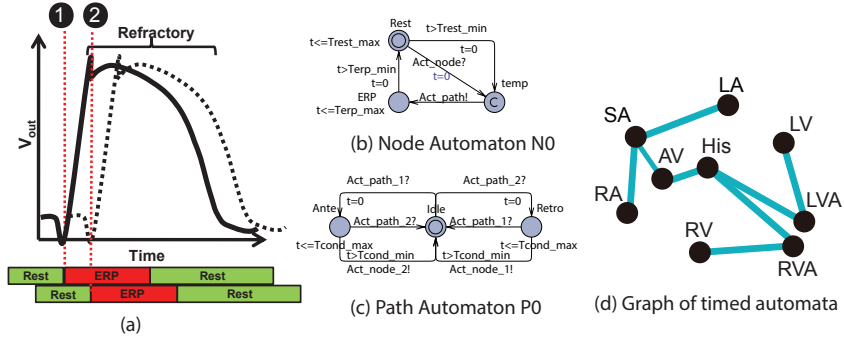 1 2
Refractory
Vout
Time
Rest ERP Rest
Rest ERP Rest
(a)
Rest
t>Trest_min
t<=Trest_max
t=0
t>Terp_min
Act_node?
t=0
t=0
ERP
temp
Act_path!
C
t<=Terp_max
(b) Node Automaton N0
Act_path_1?
Act_path_2?
t=0
t=0
Ante
Idle
Retro
Act_path_2?
Act_path_1?
t<=Tcond_max
t<=Tcond_max
t>Tcond_min
t>Tcond_min
Act_node_2!
Act_node_1!
(c) Path Automaton P0
LA
SA
LV
AV
His
RA
LVA
RV
RVA
(d) Graph of timed automata